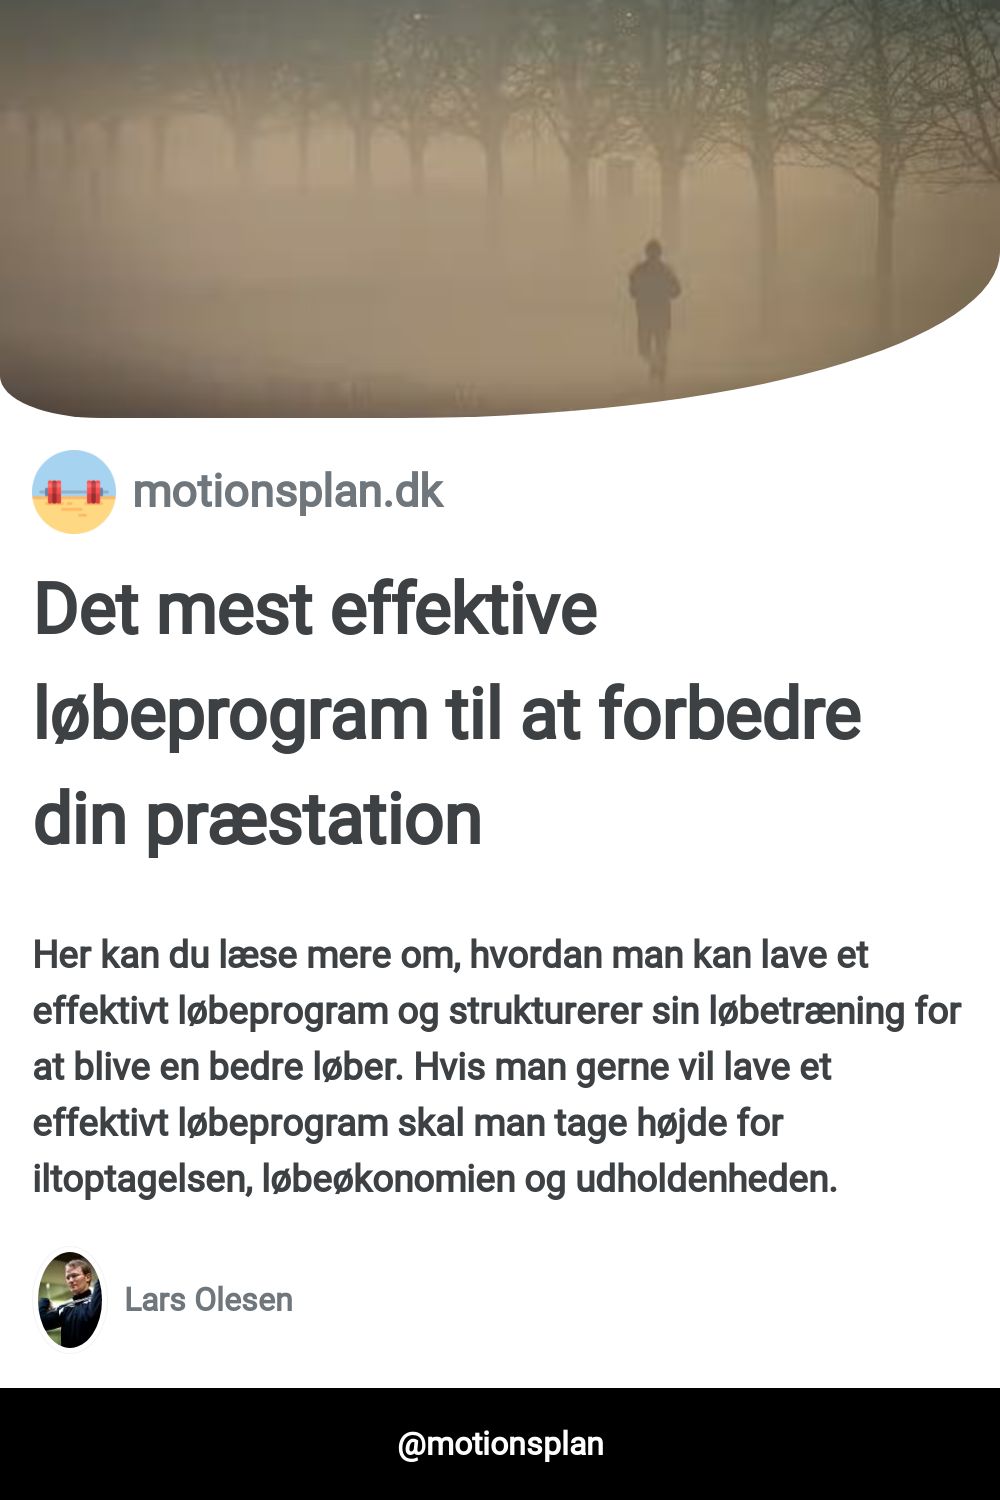 motionsplan.dk
Det mest effektive
løbeprogram til at forbedre
din præstation
Her kan du læse mere om, hvordan man kan lave et
effektivt løbeprogram og strukturerer sin løbetræning for
at blive en bedre løber. Hvis man gerne vil lave et
effektivt løbeprogram skal man tage højde for
iltoptagelsen, løbeøkonomien og udholdenheden.
Lars Olesen
@motionsplan